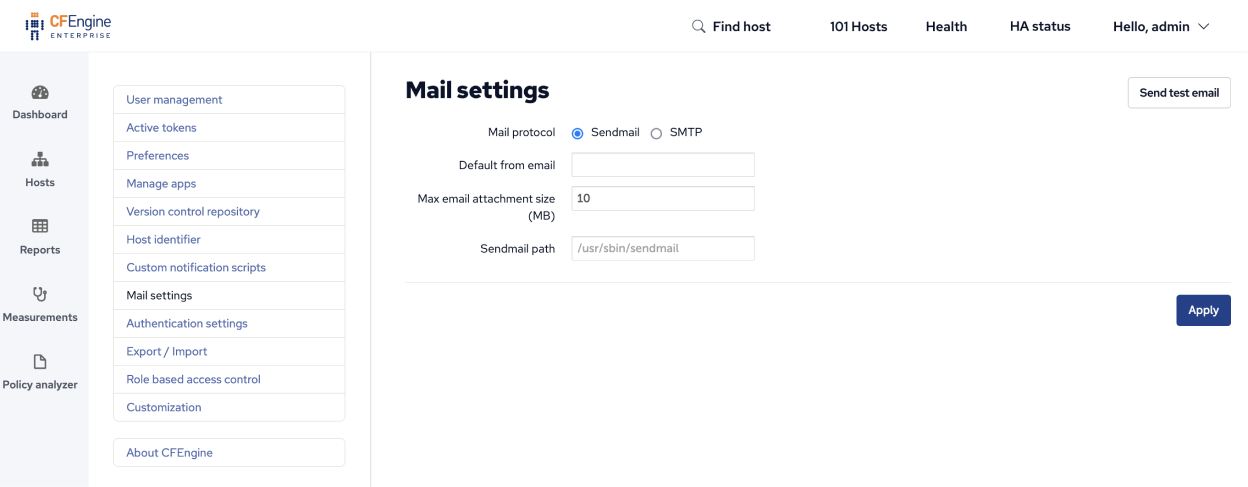 CFEngine
ENTERPRISE
Find host
101 Hosts
Health
HA status
Hello, admin
Dashboard
Hosts
Reports
Measurements
Policy analyzer
User management
Active tokens
Preferences
Manage apps
Version control repository
Host identifier
Custom notification scripts
Mail settings
Authentication settings
Export / Import
Role based access control
Customization
About CFEngine
Mail settings
Send test email
Mail protocol
Sendmail
SMTP
Default from email
Max email attachment size
(MB)
10
Sendmail path
/usr/sbin/sendmail
Apply